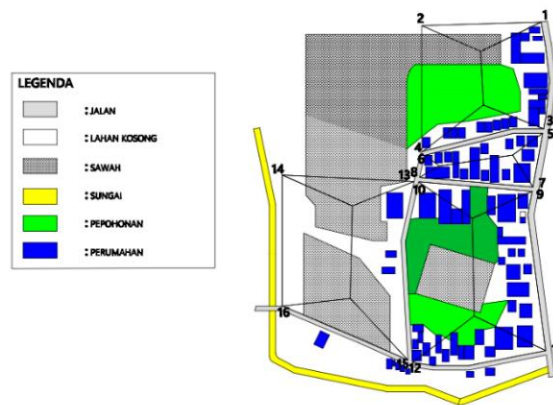 LEGENDA
: JALAN
: LAHAN KOSONG
: SAWAH
: SUNGAI
: PEPOHONAN
: PERUMAHAN
1
2
3
5
4
6
8
13
14
7
9
10
16
15
12